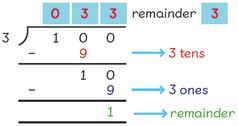 0 3 3 remainder 3
3 1 0 0
− 9 3 tens
1 0
− 9 3 ones
1 remainder